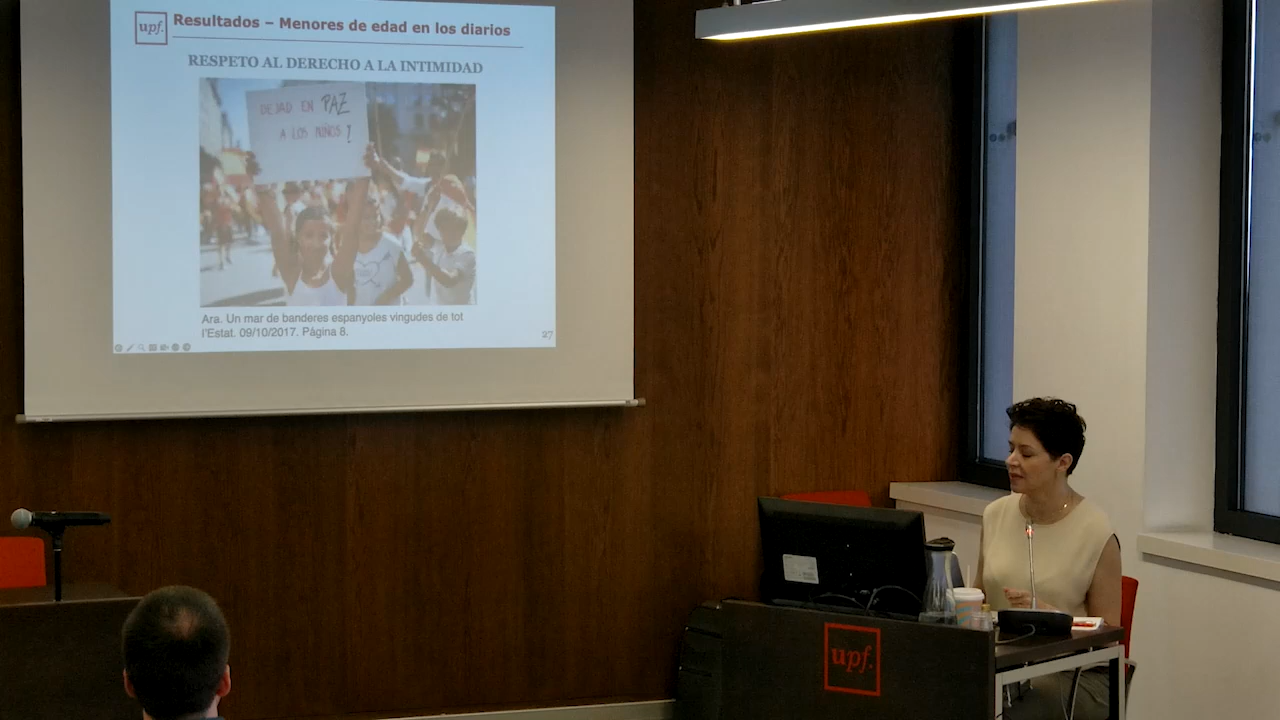 upf.
Resultados – Menores de edad en los diarios
RESPETO AL DERECHO A LA INTIMIDAD
DEJAD EN PAZ
A LOS NIÑOS!
Ara. Un mar de banderes espanyoles vingudes de tot
l'Estat. 09/10/2017. Página 8.
27
upf.